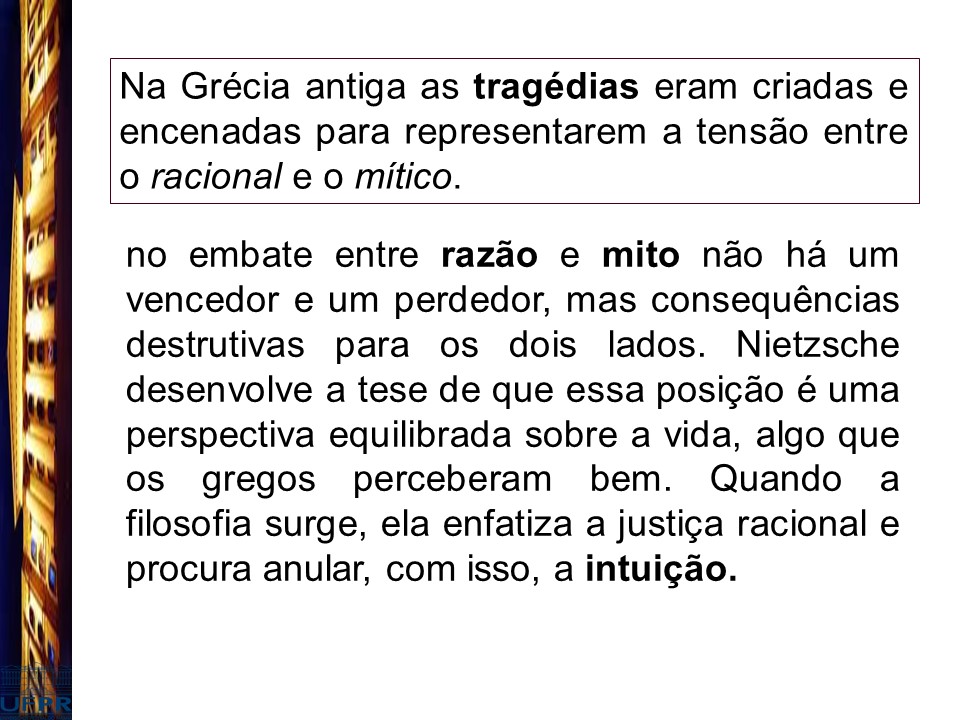 Na Grécia antiga as tragédias eram criadas e
encenadas para representarem a tensão entre
o racional e o mítico.
no embate entre razão e mito não há um
vencedor e um perdedor, mas consequências
destrutivas para os dois lados. Nietzsche
desenvolve a tese de que essa posição é uma
perspectiva equilibrada sobre a vida, algo que
os gregos perceberam bem. Quando a
filosofia surge, ela enfatiza a justiça racional e
procura anular, com isso, a intuição.
UFPR